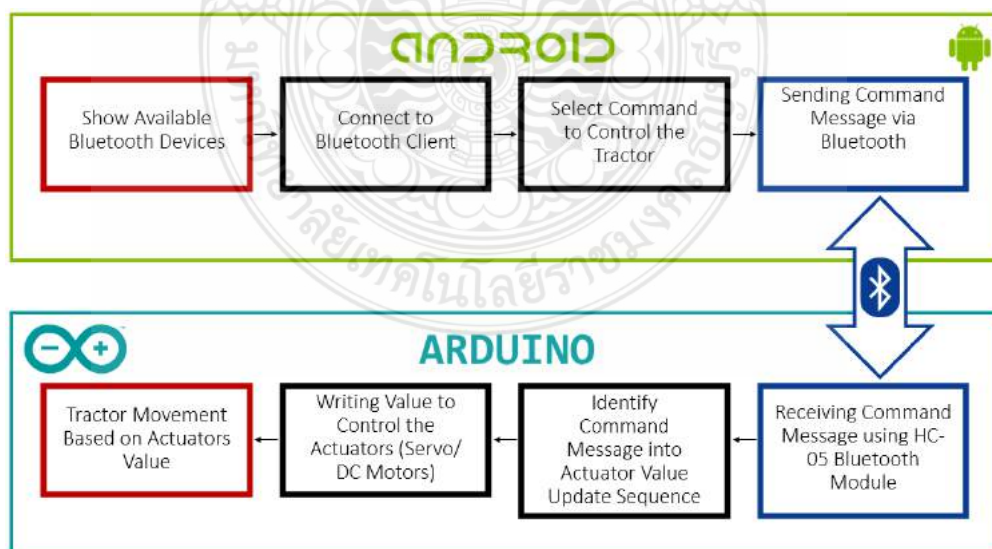 ANDROID
Show Available
Bluetooth Devices
Connect to
Bluetooth Client
Select Command
to Control the
Tractor
Sending Command
Message via
Bluetooth
ARDUINO
Tractor Movement
Based on Actuators
Value
Writing Value to
Control the
Actuators (Servo/
DC Motors)
Identify
Command
Message into
Actuator Value
Update Sequence
Receiving Command
Message using HC-
05 Bluetooth
Module